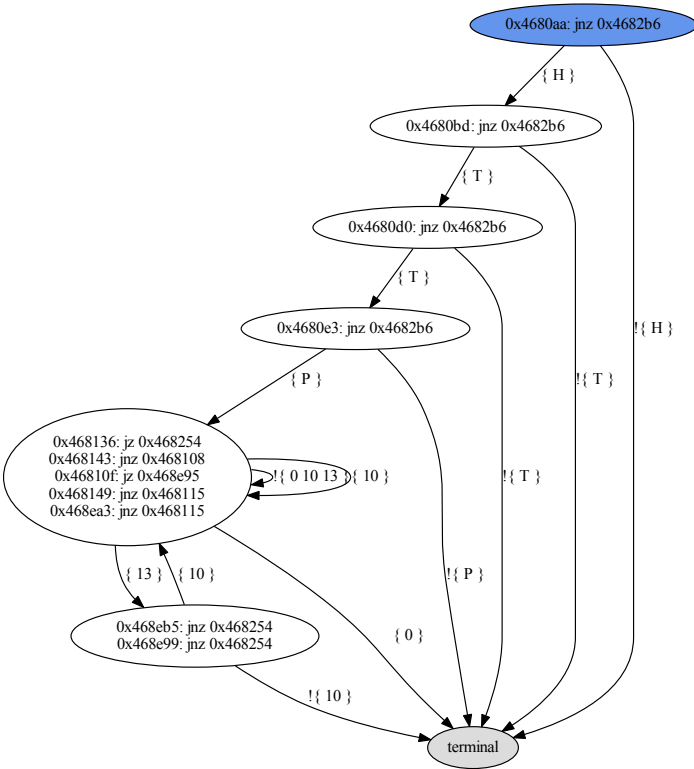 0x4680aa: jnz 0x4682b6
{ H }
0x4680bd: jnz 0x4682b6
{ T }
0x4680d0: jnz 0x4682b6
{ T }
0x4680e3: jnz 0x4682b6
!{ H }
{ P }
!{ T }
0x468136: jz 0x468254
0x468143: jnz 0x468108
0x46810f: jz 0x468e95
0x468149: jnz 0x468115
0x468ea3: jnz 0x468115
!{ 0 10 13 }
{ 10 }
!{ T }
{ 13 }
{ 10 }
!{ P }
0x468eb5: jnz 0x468254
0x468e99: jnz 0x468254
{ 0 }
!{ 10 }
terminal